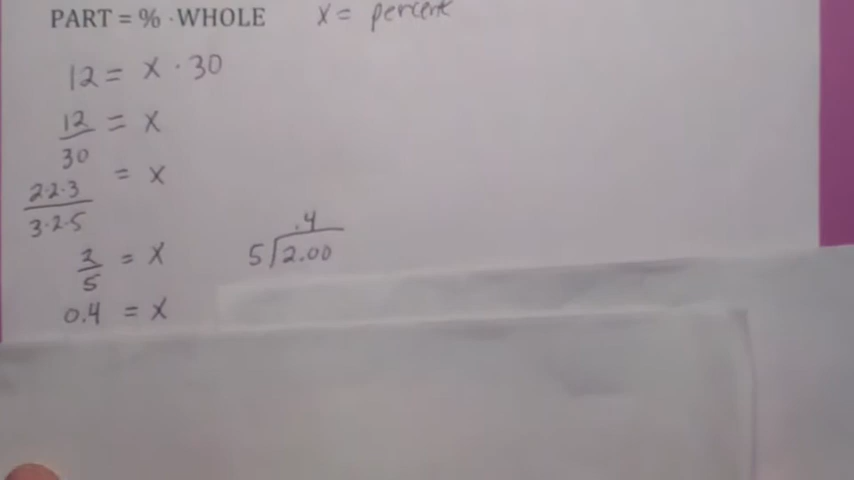 PART = % · WHOLE x = percent
12 = x · 30
12/30 = x
2·2·3/3·2·5 = x
2/5 = x
.4
5 2.00
0.4 = x